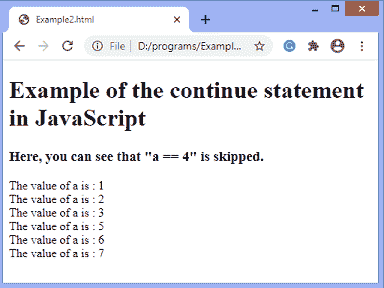 Example2.html
File | D:/programs/Exampl...
Example of the continue statement
in JavaScript
Here, you can see that "a == 4" is skipped.
The value of a is : 1
The value of a is : 2
The value of a is : 3
The value of a is : 5
The value of a is : 6
The value of a is : 7